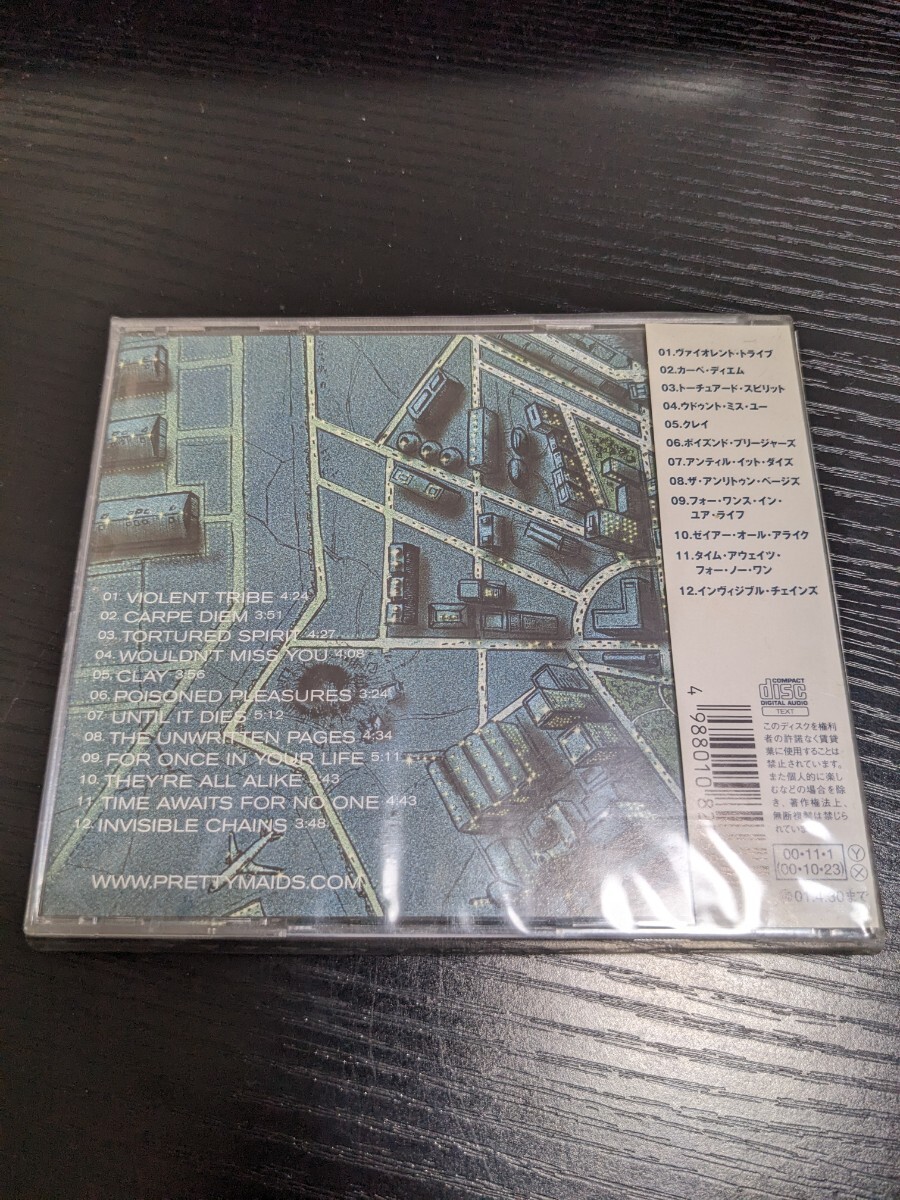 01. VIOLENT TRIBE 4:24
02. CARPE DIEM 3:51
03. TORTURED SPIRIT 4:27
04. WOULDN'T MISS YOU 4:08
05. CLAY 3:56
06. POISONED PLEASURES 3:24
07. UNTIL IT DIES 5:12
08. THE UNWRITTEN PAGES 4:34
09. FOR ONCE IN YOUR LIFE 5:11
10. THEY'RE ALL ALIKE 2:43
11. TIME AWAITS FOR NO ONE 4:43
12. INVISIBLE CHAINS 3:48
WWW.PRETTYMAIDS.COM
01.ヴァイオレント・トライブ
02.カーペ・ディエム
03.トーチュアード・スピリット
04.ウドゥント・ミス・ユー
05.クレイ
06.ポイズンド・プリージャーズ
07.アンティル・イット・ダイズ
08.ザ・アンリトゥン・ページズ
09.フォー・ワンス・イン・
ユア・ライフ
10.ゼイアー・オール・アライク
11.タイム・アウェイツ・
フォー・ノー・ワン
12.インヴィジブル・チェインズ
COMPACT
disc
DIGITAL AUDIO
TEXT
このディスクを権利
者の許諾なく賃貸
業に使用することは
禁止されています。
また個人的に楽し
むなどの場合を除
き、著作権法上、
無断複製は禁じら
れています。
4 988010 8
00・11・1
(00・10・23)
Y
X
01.4.30まで